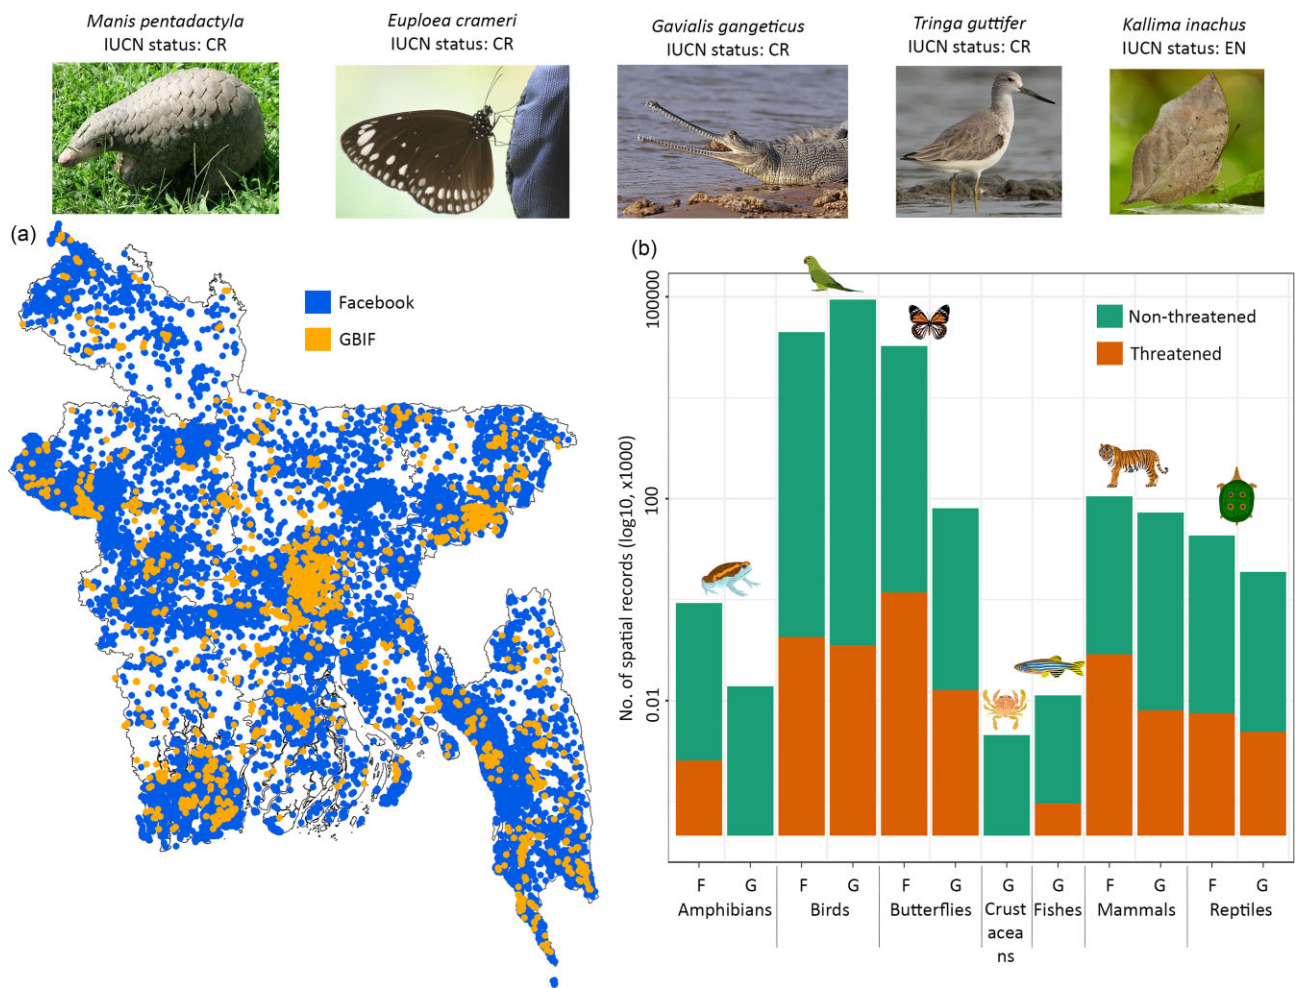 Manis pentadactyla
IUCN status: CR
Euploea crameri
IUCN status: CR
Gavialis gangeticus
IUCN status: CR
Tringa guttifer
IUCN status: CR
Kallima inachus
IUCN status: EN
(a)
Facebook
GBIF
(b)
No. of spatial records (log10, x1000)
100000
100
0.01
Non-threatened
Threatened
F G F G F G G G F G F G
Amphibians Birds Butterflies Crust Fishes Mammals Reptiles
acea
ns